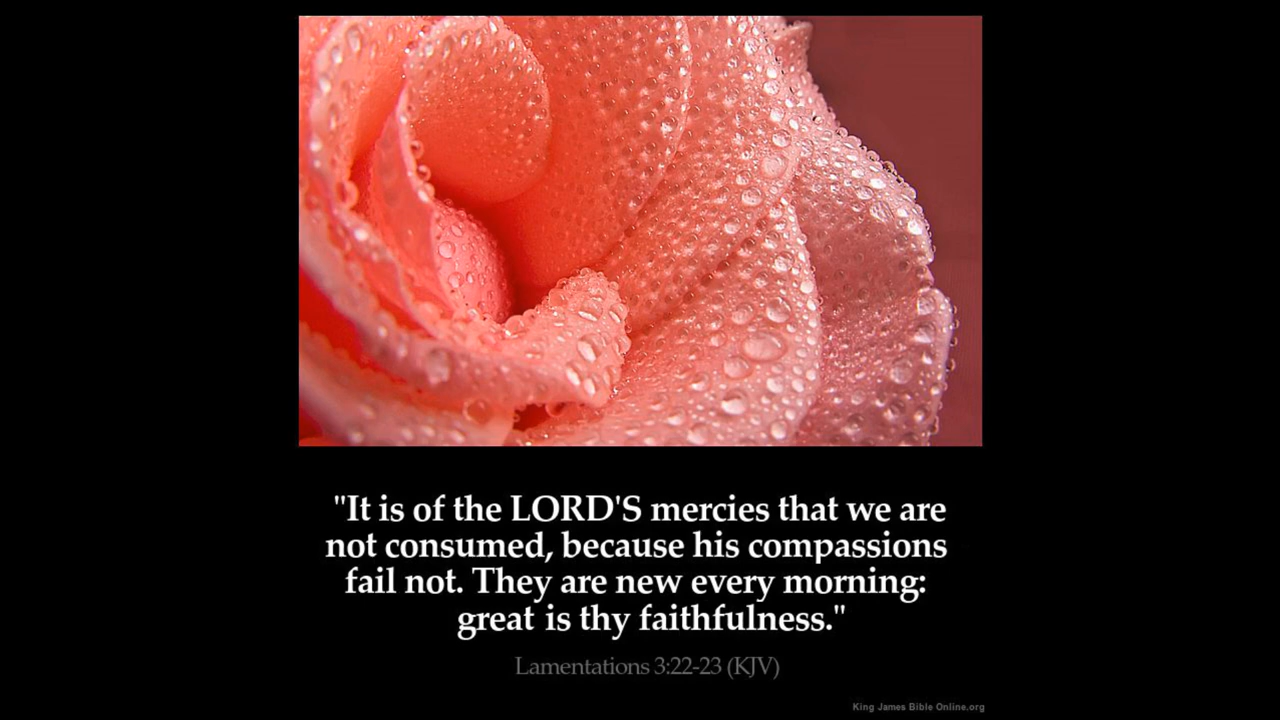 "It is of the LORD'S mercies that we are
not consumed, because his compassions
fail not. They are new every morning:
great is thy faithfulness."
Lamentations 3:22-23 (KJV)
King James Bible Online.org